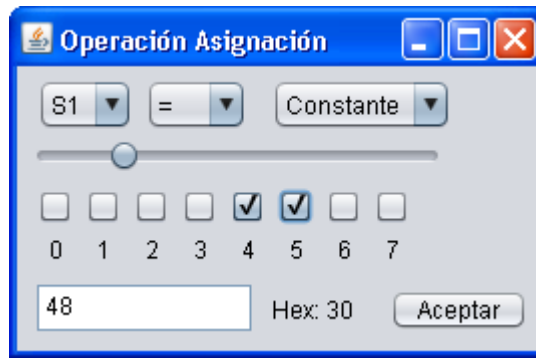 Operación Asignación
S1 = Constante
0 1 2 3 4 5 6 7
48 Hex: 30 Aceptar